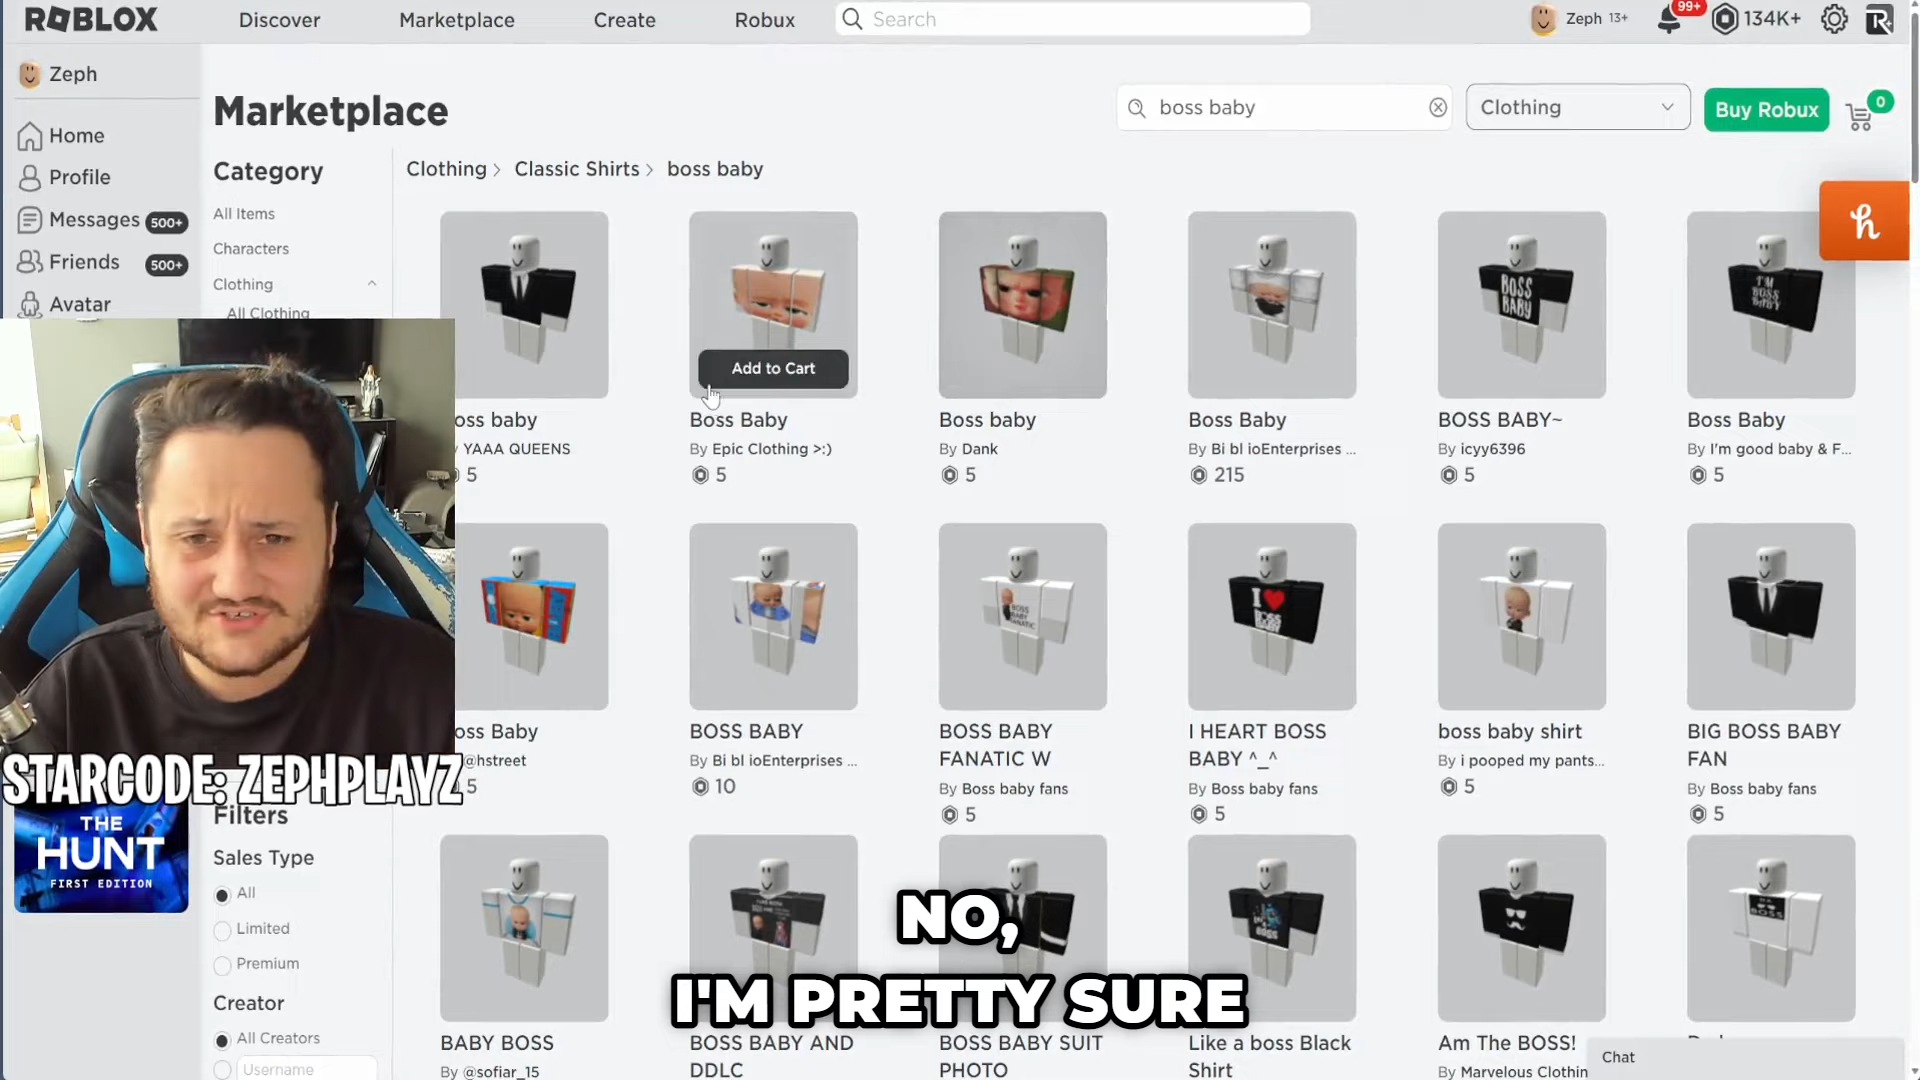 ROBLOX
Discover
Marketplace
Create
Robux
Search
Zeph 13+
99+
134K+
Zeph
Home
Profile
Messages 500+
Friends 500+
Avatar
Marketplace
boss baby
Clothing
Buy Robux
0
Category
All Items
Characters
Clothing
All Clothing
Clothing > Classic Shirts > boss baby
Add to Cart
oss baby
YAAA QUEENS
5
Boss Baby
By Epic Clothing >:)
5
Boss baby
By Dank
5
Boss Baby
By Bi bl ioEnterprises ...
215
BOSS BABY
BOSS BABY~
By icyy6396
5
I'M
BOSS
BABY
Boss Baby
By I'm good baby & F...
5
oss Baby
@hstreet
5
BOSS BABY
By Bi bl ioEnterprises ...
10
BOSS
BABY
FANATIC
BOSS BABY
FANATIC W
By Boss baby fans
5
I HEART BOSS
BABY ^_^
By Boss baby fans
5
boss baby shirt
By i pooped my pants...
5
BIG BOSS BABY
FAN
By Boss baby fans
5
STARCODE: ZEPHPLAYZ
THE
HUNT
FIRST EDITION
Filters
Sales Type
All
Limited
Premium
Creator
All Creators
Username
BOSS
BABY BOSS
By @sofiar_15
BOSS BABY AND
DDLC
BOSS BABY SUIT
PHOTO
Like a boss Black
Shirt
Am The BOSS!
By Marvelous Clothin
NO,
I'M PRETTY SURE
Chat